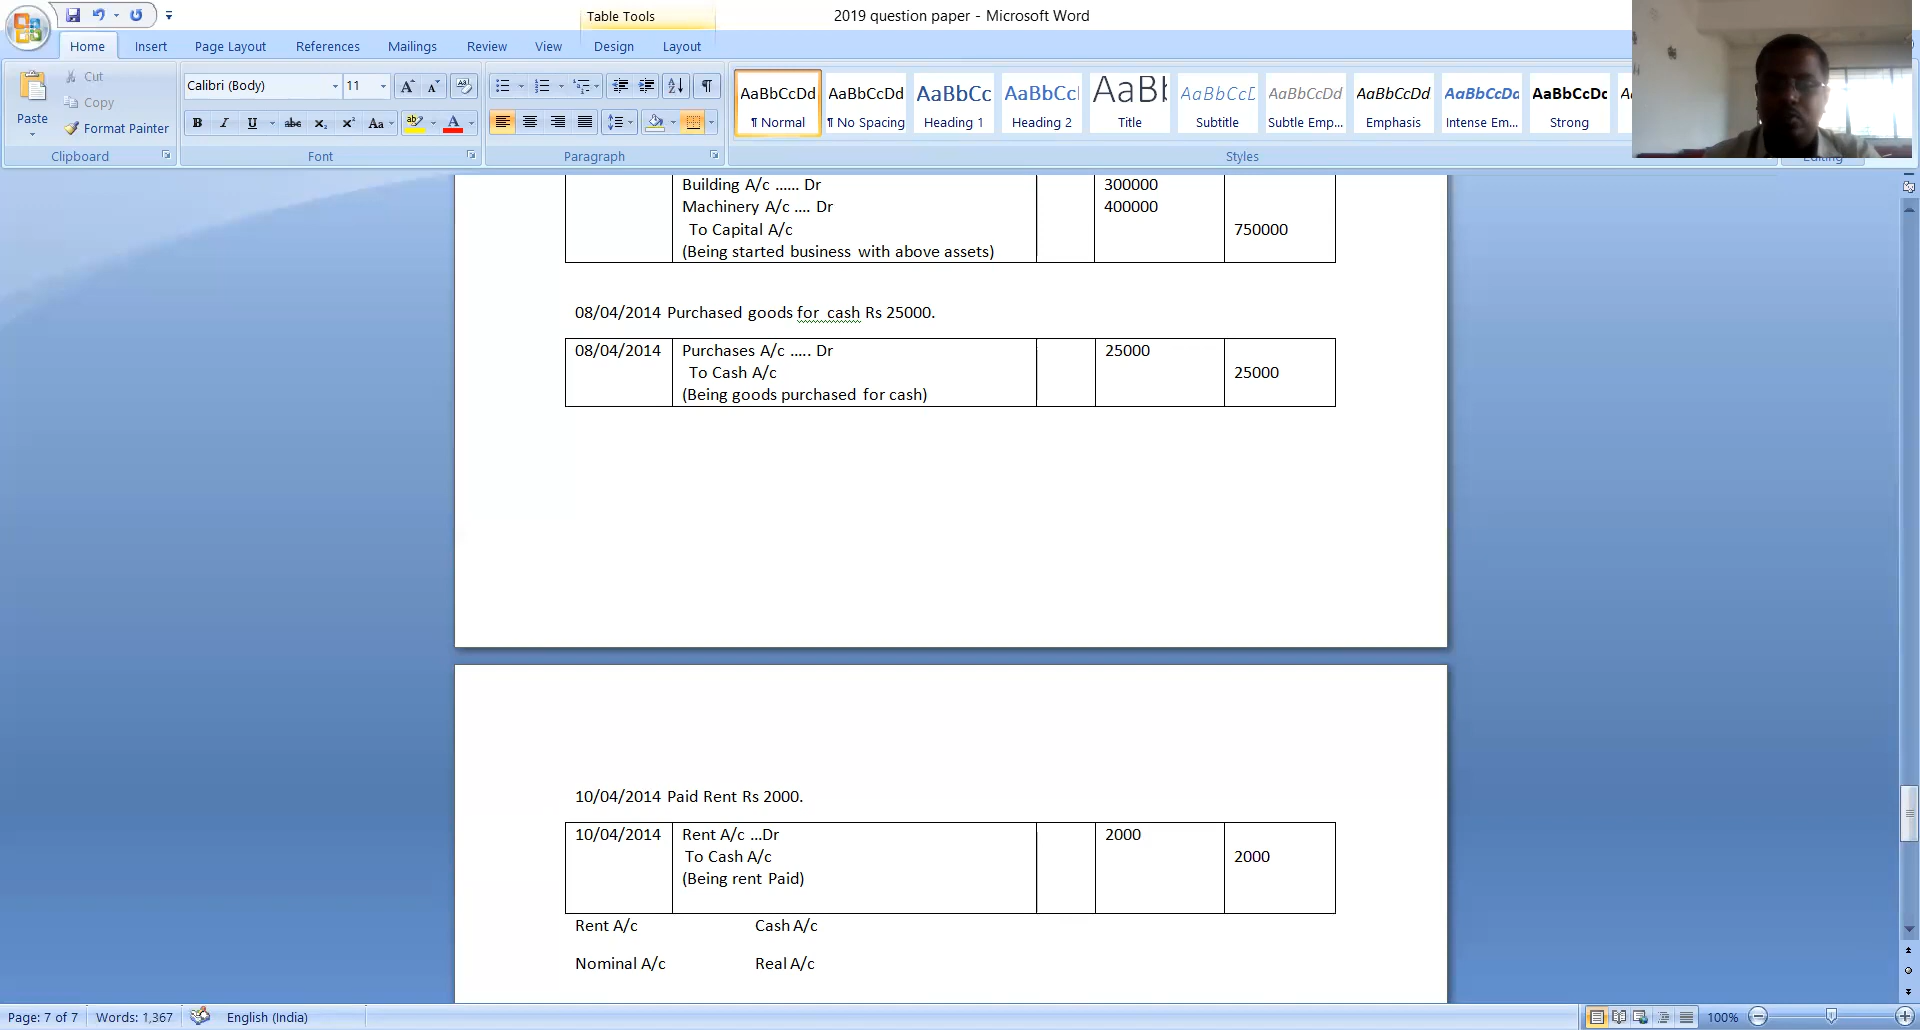 Table Tools
2019 question paper - Microsoft Word
Home Insert Page Layout References Mailings Review View Design Layout
Paste
Cut
Copy
Format Painter
Calibri (Body) 11
AaBbCcDd AaBbCcDd AaBbCc AaBbCcI AaBb AaBbCcD AaBbCcDd AaBbCcDd AaBbCcDd AaBbCcDc
¶ Normal ¶ No Spacing Heading 1 Heading 2 Title Subtitle Subtle Emp... Emphasis Intense Em... Strong
Clipboard Font Paragraph Styles Editing
Building A/c ...... Dr 300000
Machinery A/c .... Dr 400000
To Capital A/c 750000
(Being started business with above assets)
08/04/2014 Purchased goods for cash Rs 25000.
08/04/2014 Purchases A/c ..... Dr 25000
To Cash A/c 25000
(Being goods purchased for cash)
10/04/2014 Paid Rent Rs 2000.
10/04/2014 Rent A/c ...Dr 2000
To Cash A/c 2000
(Being rent Paid)
Rent A/c Cash A/c
Nominal A/c Real A/c
Page: 7 of 7 Words: 1,367 English (India) 100%